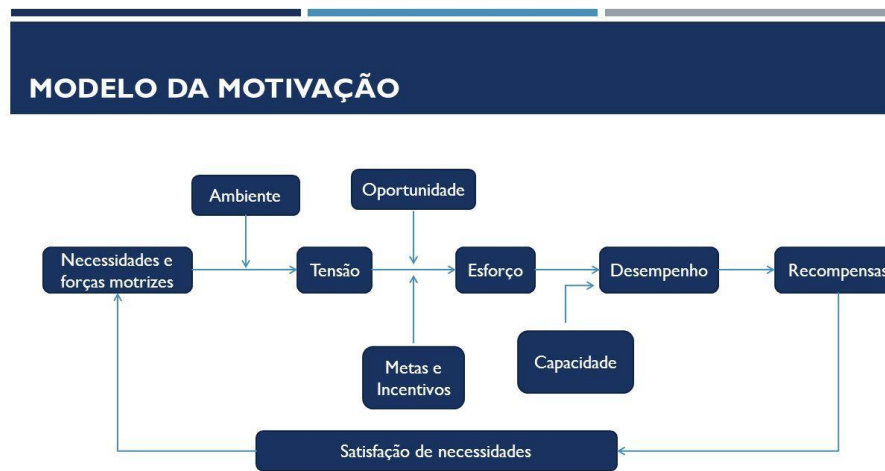 MODELO DA MOTIVAÇÃO
Ambiente
Oportunidade
Necessidades e
forças motrizes
Tensão
Esforço
Desempenho
Recompensas
Metas e
Incentivos
Capacidade
Satisfação de necessidades